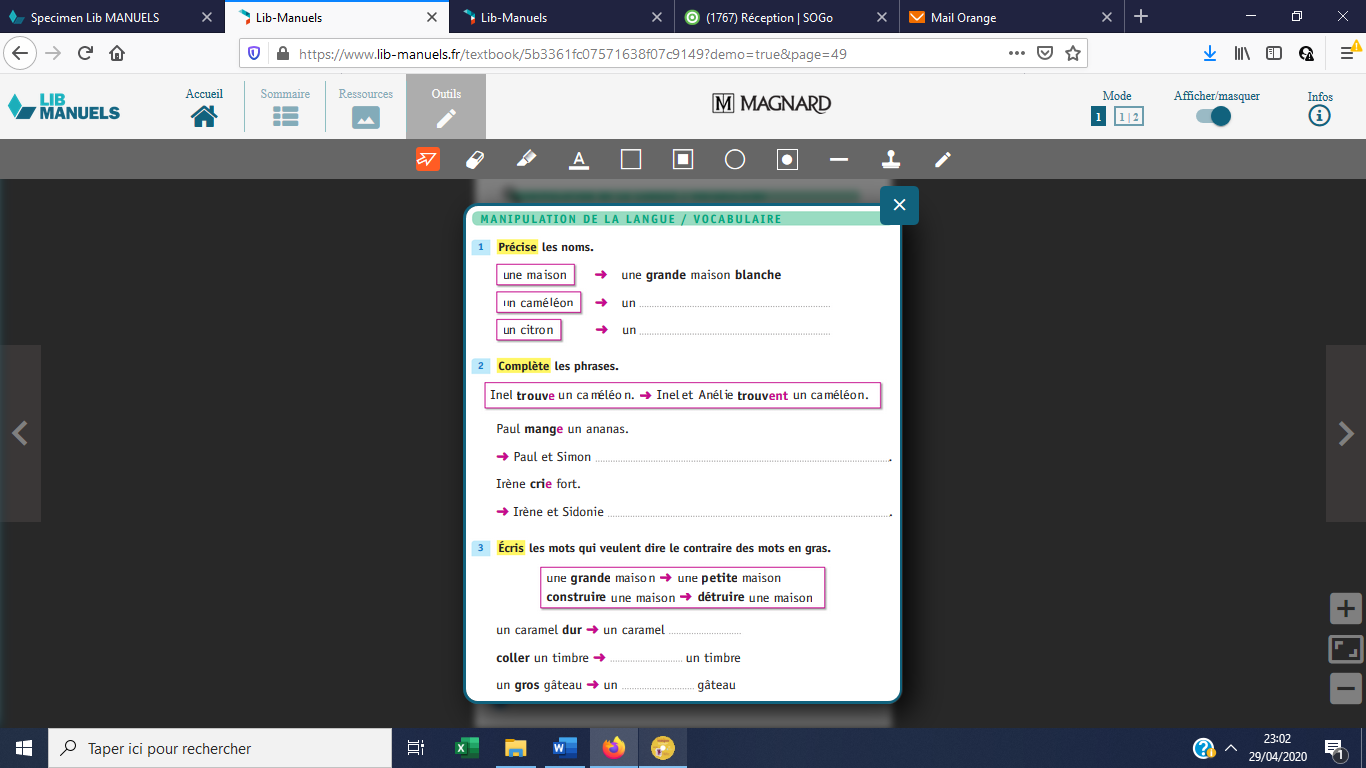 Specimen Lib MANUELS
Lib-Manuels
Lib-Manuels
(1767) Réception | SOGo
Mail Orange
https://www.lib-manuels.fr/textbook/5b3361fc07571638f07c9149?demo=true&page=49
LIB MANUELS
Accueil
Sommaire
Ressources
Outils
M MAGNARD
Mode
1
1|2
Afficher/masquer
Infos
A
MANIPULATION DE LA LANGUE / VOCABULAIRE
1 Précise les noms.
une maison ➜ une grande maison blanche
un caméléon ➜ un
un citron ➜ un
2 Complète les phrases.
Inel trouve un caméléon. ➜ Inel et Anélie trouvent un caméléon.
Paul mange un ananas.
➜ Paul et Simon .
Irène crie fort.
➜ Irène et Sidonie .
3 Écris les mots qui veulent dire le contraire des mots en gras.
une grande maison ➜ une petite maison
construire une maison ➜ détruire une maison
un caramel dur ➜ un caramel
coller un timbre ➜ un timbre
un gros gâteau ➜ un gâteau
Taper ici pour rechercher
23:02
29/04/2020
1